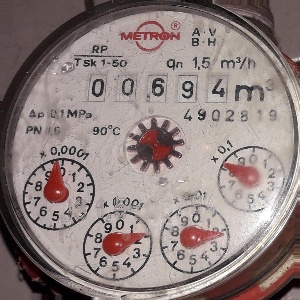 METRON ®
A·V
B·H
RP
Tsk 1-50
qn 1,5 m³/h
00694 m³
Δp 0,1MPa
4902819
PN 16
90°C
x 0,0001
x 0,1
x 0,001
x 0,01